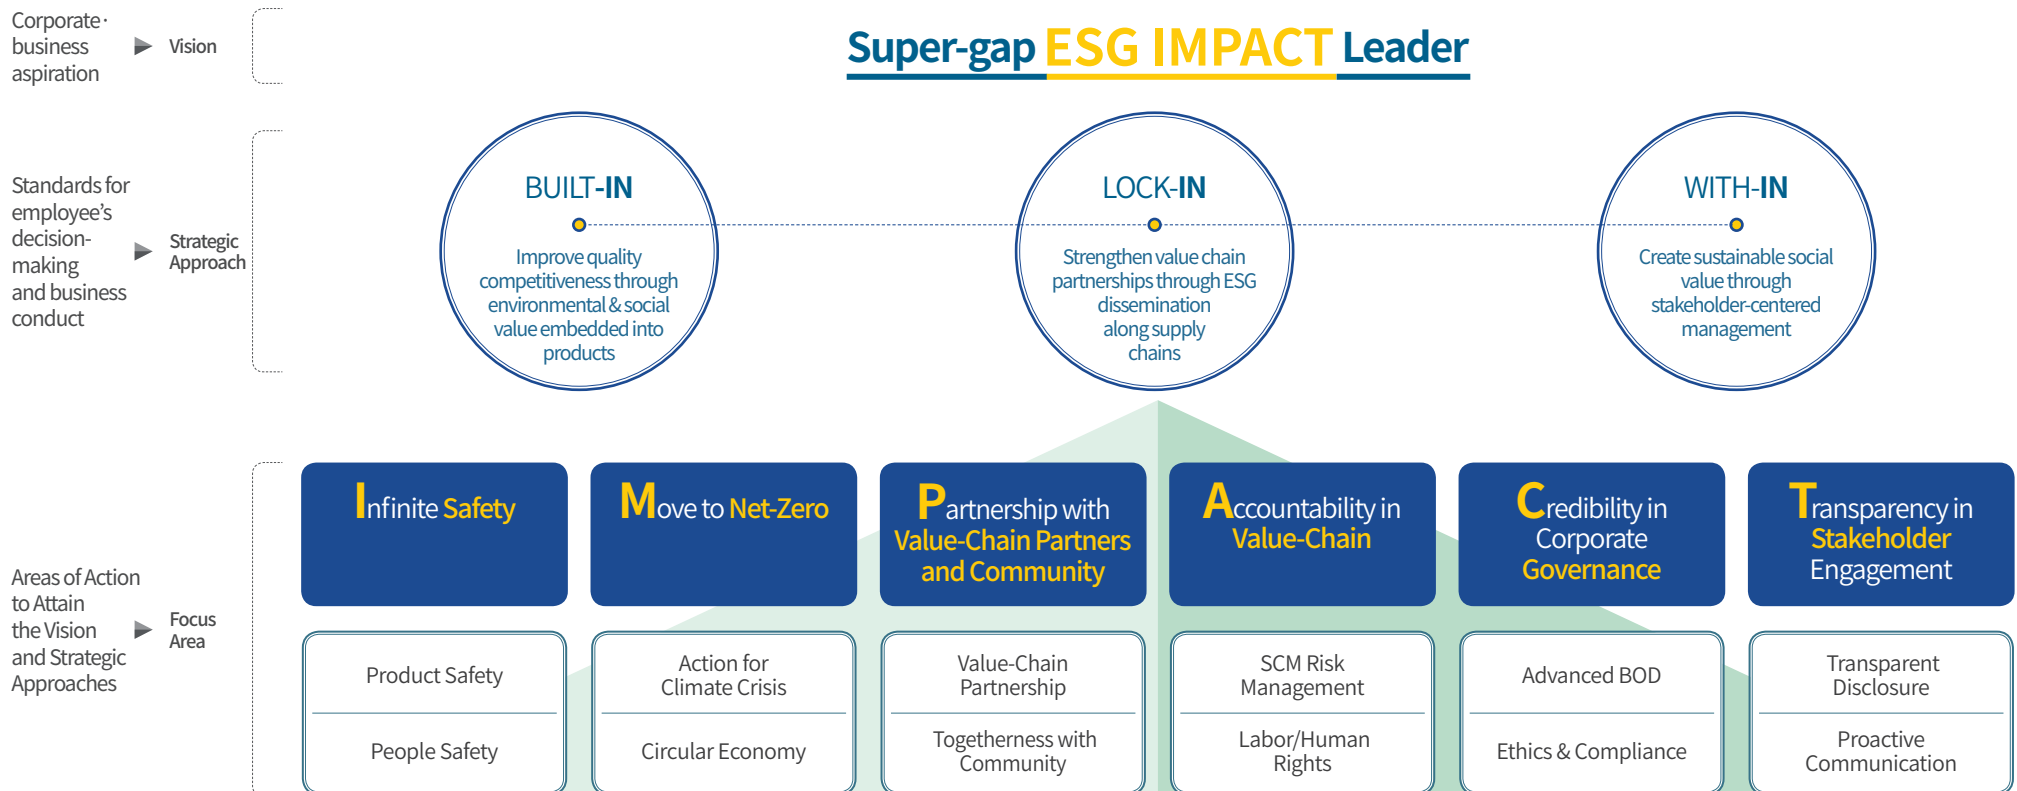 Corporate·
business
aspiration
Vision
Super-gap ESG IMPACT Leader
Standards for
employee’s
decision-
making
and business
conduct
Strategic
Approach
BUILT-IN
Improve quality
competitiveness through
environmental & social
value embedded into
products
LOCK-IN
Strengthen value chain
partnerships through ESG
dissemination
along supply
chains
WITH-IN
Create sustainable social
value through
stakeholder-centered
management
Areas of Action
to Attain
the Vision
and Strategic
Approaches
Focus
Area
Infinite Safety
Move to Net-Zero
Partnership with
Value-Chain Partners
and Community
Accountability in
Value-Chain
Credibility in
Corporate
Governance
Transparency in
Stakeholder
Engagement
Product Safety
People Safety
Action for
Climate Crisis
Circular Economy
Value-Chain
Partnership
Togetherness with
Community
SCM Risk
Management
Labor/Human
Rights
Advanced BOD
Ethics & Compliance
Transparent
Disclosure
Proactive
Communication